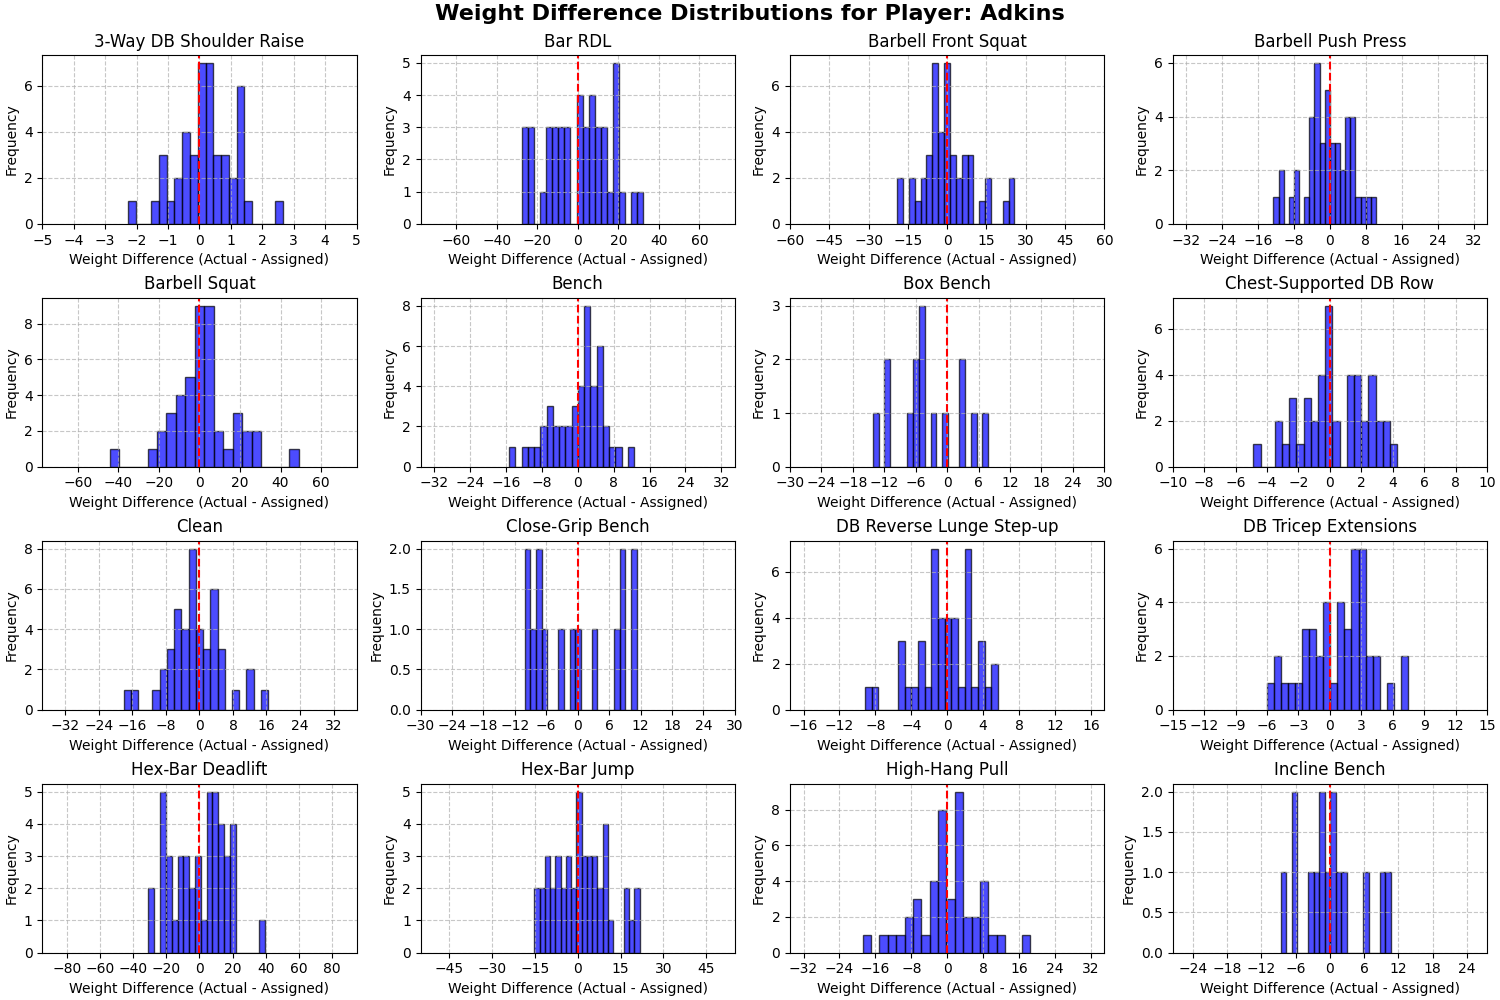 Weight Difference Distributions for Player: Adkins
3-Way DB Shoulder Raise
Frequency
0 2 4 6
−5 −4 −3 −2 −1 0 1 2 3 4 5
Weight Difference (Actual - Assigned)
Bar RDL
Frequency
0 1 2 3 4 5
−60 −40 −20 0 20 40 60
Weight Difference (Actual - Assigned)
Barbell Front Squat
Frequency
0 2 4 6
−60 −45 −30 −15 0 15 30 45 60
Weight Difference (Actual - Assigned)
Barbell Push Press
Frequency
0 2 4 6
−32 −24 −16 −8 0 8 16 24 32
Weight Difference (Actual - Assigned)
Barbell Squat
Frequency
0 2 4 6 8
−60 −40 −20 0 20 40 60
Weight Difference (Actual - Assigned)
Bench
Frequency
0 2 4 6 8
−32 −24 −16 −8 0 8 16 24 32
Weight Difference (Actual - Assigned)
Box Bench
Frequency
0 1 2 3
−30 −24 −18 −12 −6 0 6 12 18 24 30
Weight Difference (Actual - Assigned)
Chest-Supported DB Row
Frequency
0 2 4 6
−10 −8 −6 −4 −2 0 2 4 6 8 10
Weight Difference (Actual - Assigned)
Clean
Frequency
0 2 4 6 8
−32 −24 −16 −8 0 8 16 24 32
Weight Difference (Actual - Assigned)
Close-Grip Bench
Frequency
0.0 0.5 1.0 1.5 2.0
−30 −24 −18 −12 −6 0 6 12 18 24 30
Weight Difference (Actual - Assigned)
DB Reverse Lunge Step-up
Frequency
0 2 4 6
−16 −12 −8 −4 0 4 8 12 16
Weight Difference (Actual - Assigned)
DB Tricep Extensions
Frequency
0 2 4 6
−15 −12 −9 −6 −3 0 3 6 9 12 15
Weight Difference (Actual - Assigned)
Hex-Bar Deadlift
Frequency
0 1 2 3 4 5
−80 −60 −40 −20 0 20 40 60 80
Weight Difference (Actual - Assigned)
Hex-Bar Jump
Frequency
0 1 2 3 4 5
−45 −30 −15 0 15 30 45
Weight Difference (Actual - Assigned)
High-Hang Pull
Frequency
0 2 4 6 8
−32 −24 −16 −8 0 8 16 24 32
Weight Difference (Actual - Assigned)
Incline Bench
Frequency
0.0 0.5 1.0 1.5 2.0
−24 −18 −12 −6 0 6 12 18 24
Weight Difference (Actual - Assigned)